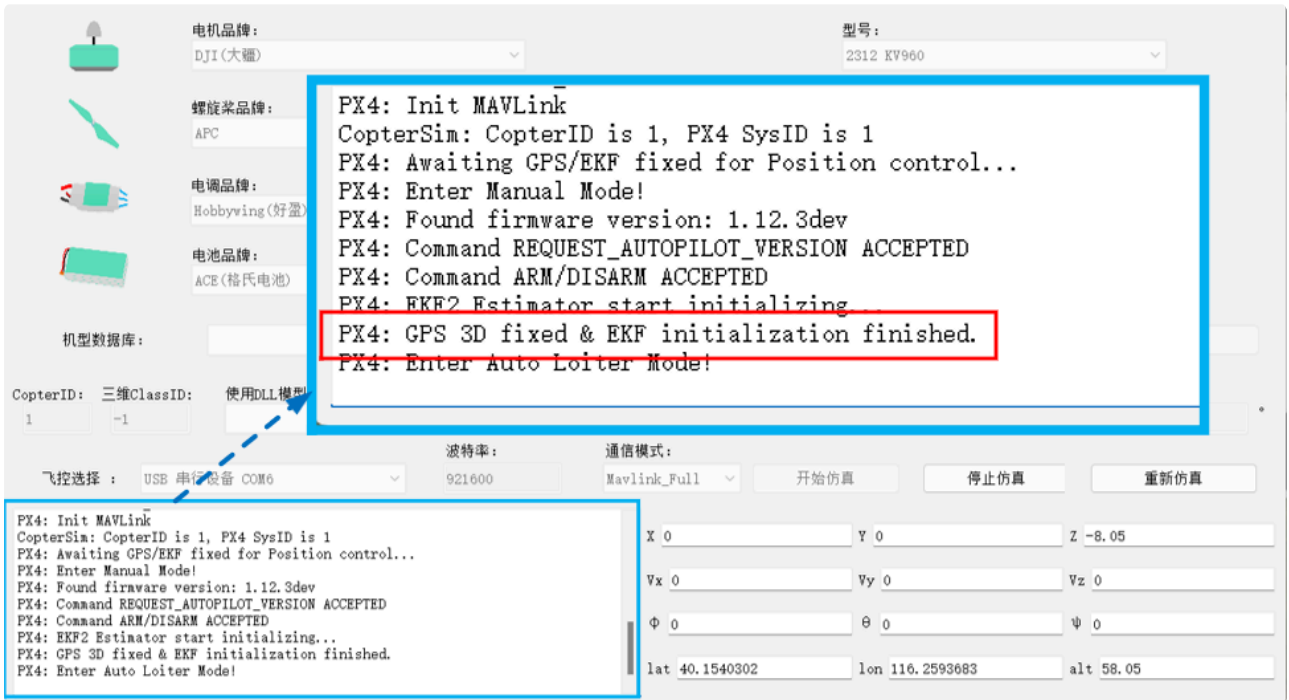 电机品牌:
型号:
DJI(大疆)
2312 KV960
螺旋桨品牌:
APC
电调品牌:
Hobbywing(好盈)
电池品牌:
ACE(格氏电池)
机型数据库:
PX4: Init MAVLink
CopterSim: CopterID is 1, PX4 SysID is 1
PX4: Awaiting GPS/EKF fixed for Position control...
PX4: Enter Manual Mode!
PX4: Found firmware version: 1.12.3dev
PX4: Command REQUEST_AUTOPILOT_VERSION ACCEPTED
PX4: Command ARM/DISARM ACCEPTED
PX4: EKF2 Estimator start initializing...
PX4: GPS 3D fixed & EKF initialization finished.
PX4: Enter Auto Loiter Mode!
CopterID: 三维ClassID: 使用DLL模型
1 -1 °
波特率: 通信模式:
飞控选择 : USB 串行设备 COM6 921600 Mavlink_Full 开始仿真 停止仿真 重新仿真
PX4: Init MAVLink
CopterSim: CopterID is 1, PX4 SysID is 1
PX4: Awaiting GPS/EKF fixed for Position control...
PX4: Enter Manual Mode!
PX4: Found firmware version: 1.12.3dev
PX4: Command REQUEST_AUTOPILOT_VERSION ACCEPTED
PX4: Command ARM/DISARM ACCEPTED
PX4: EKF2 Estimator start initializing...
PX4: GPS 3D fixed & EKF initialization finished.
PX4: Enter Auto Loiter Mode!
X 0 Y 0 Z -8.05
Vx 0 Vy 0 Vz 0
Φ 0 θ 0 ψ 0
lat 40.1540302 lon 116.2593683 alt 58.05